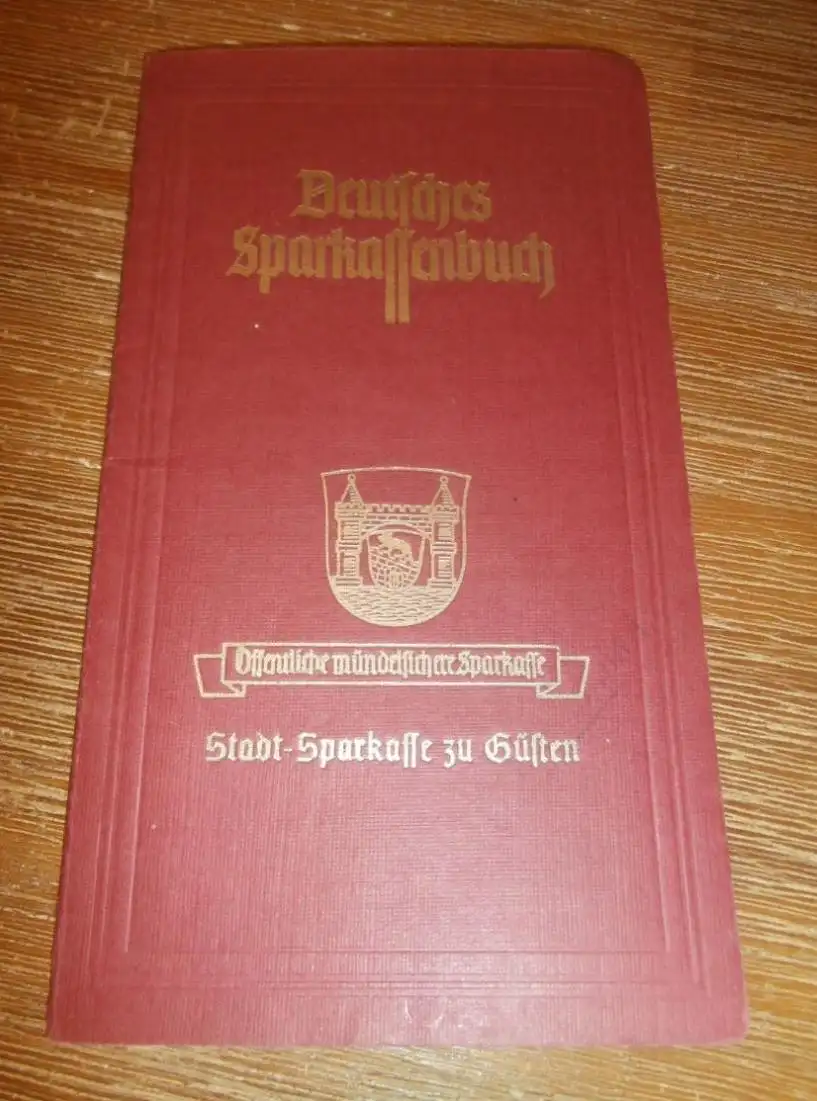 Deutsches
Sparkassenbuch
Öffentliche mündelsichere Sparkasse
Stadt-Sparkasse zu Güsten